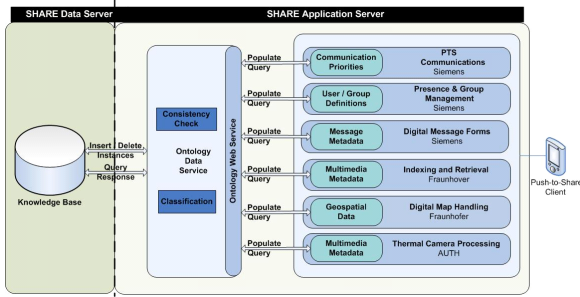 SHARE Data Server
SHARE Application Server
Populate
Query
Communication
Priorities
PTS
Communications
Siemens
Populate
Query
User / Group
Definitions
Presence & Group
Management
Siemens
Consistency
Check
Populate
Query
Message
Metadata
Digital Message Forms
Siemens
Insert / Delete
Instances
Query
Response
Ontology
Data
Service
Ontology Web Service
Populate
Query
Multimedia
Metadata
Indexing and Retrieval
Fraunhover
Push-to-Share
Client
Knowledge Base
Classification
Populate
Query
Geospatial
Data
Digital Map Handling
Fraunhofer
Populate
Query
Multimedia
Metadata
Thermal Camera Processing
AUTH